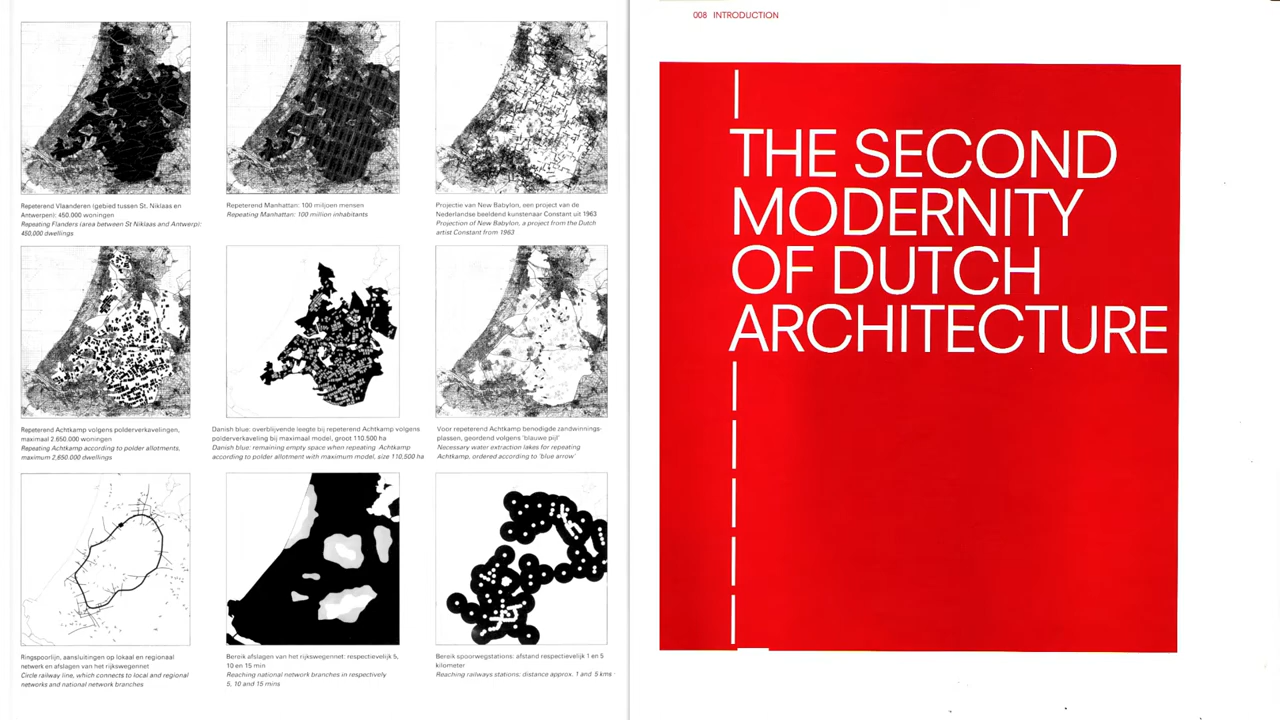 Repeterend Vlaanderen (gebied tussen St. Niklaas en
Antwerpen): 450.000 woningen
Repeating Flanders (area between St Niklaas and Antwerp):
450,000 dwellings
Repeterend Manhattan: 100 miljoen mensen
Repeating Manhattan: 100 million inhabitants
Projectie van New Babylon, een project van de
Nederlandse beeldend kunstenaar Constant uit 1963
Projection of New Babylon, a project from the Dutch
artist Constant from 1963
Repeterend Achtkamp volgens polderverkavelingen,
maximaal 2.650.000 woningen
Repeating Achtkamp according to polder allotments,
maximum 2,650,000 dwellings
Danish blue: overblijvende leegte bij repeterend Achtkamp volgens
polderverkaveling bij maximaal model, groot 110,500 ha
Danish blue: remaining empty space when repeating Achtkamp
according to polder allotment with maximum model, size 110,500 ha
Voor repeterend Achtkamp benodigde zandwinnings-
plassen, geordend volgens 'blauwe pijl'
Necessary water extraction lakes for repeating
Achtkamp, ordered according to 'blue arrow'
Ringspoorlijn, aansluitingen op lokaal en regionaal
netwerk en afslagen van het rijkswegennet
Circle railway line, which connects to local and regional
networks and national network branches
Bereik afslagen van het rijkswegennet: respectievelijk 5,
10 en 15 min
Reaching national network branches in respectively
5, 10 and 15 mins
Bereik spoorwegstations: afstand respectievelijk 1 en 5
kilometer
Reaching railways stations: distance approx. 1 and 5 kms
008 INTRODUCTION
THE SECOND
MODERNITY
OF DUTCH
ARCHITECTURE